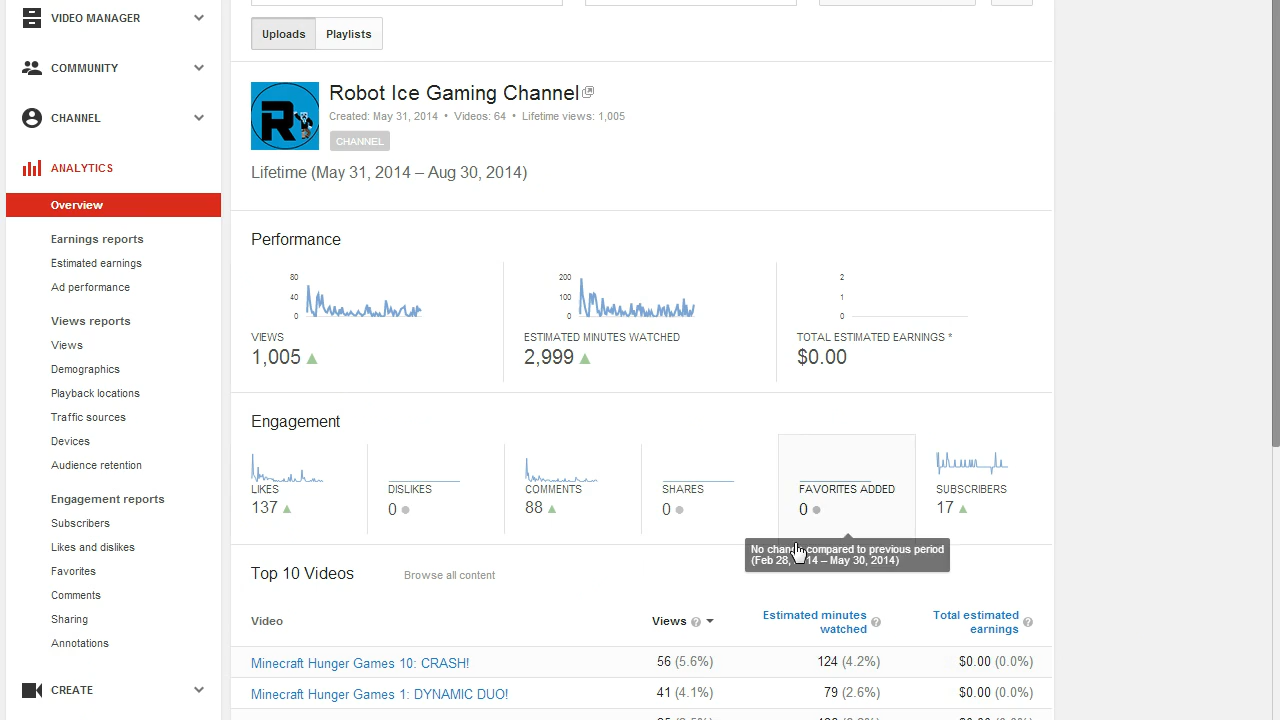 VIDEO MANAGER
COMMUNITY
CHANNEL
ANALYTICS
Overview
Earnings reports
Estimated earnings
Ad performance
Views reports
Views
Demographics
Playback locations
Traffic sources
Devices
Audience retention
Engagement reports
Subscribers
Likes and dislikes
Favorites
Comments
Sharing
Annotations
CREATE
Uploads Playlists
R
Robot Ice Gaming Channel
Created: May 31, 2014 • Videos: 64 • Lifetime views: 1,005
CHANNEL
Lifetime (May 31, 2014 – Aug 30, 2014)
Performance
80
40
0
VIEWS
1,005
200
100
0
ESTIMATED MINUTES WATCHED
2,999
2
1
0
TOTAL ESTIMATED EARNINGS *
$0.00
Engagement
LIKES
137
DISLIKES
0
COMMENTS
88
SHARES
0
FAVORITES ADDED
0
SUBSCRIBERS
17
No compared to previous period
(Feb 28, – May 30, 2014)
Top 10 Videos Browse all content
Video Views ? Estimated minutes watched ? Total estimated earnings ?
Minecraft Hunger Games 10: CRASH! 56 (5.6%) 124 (4.2%) $0.00 (0.0%)
Minecraft Hunger Games 1: DYNAMIC DUO! 41 (4.1%) 79 (2.6%) $0.00 (0.0%)